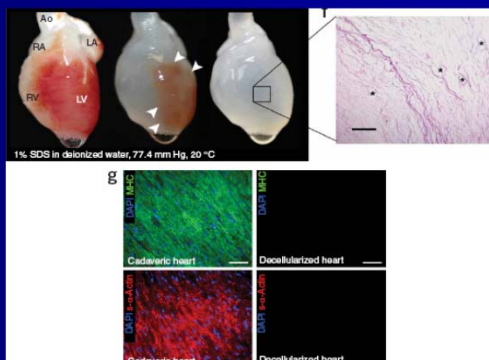 f
Ao
RA
LA
RV
LV
*
*
*
*
1% SDS in deionized water, 77.4 mm Hg, 20 °C
g
DAPI MHC
Cadaveric heart
DAPI
MHC
Decellularized heart
DAPI s-α-Actin
Cadaveric heart
DAPI s-α-Actin
Decellularized heart